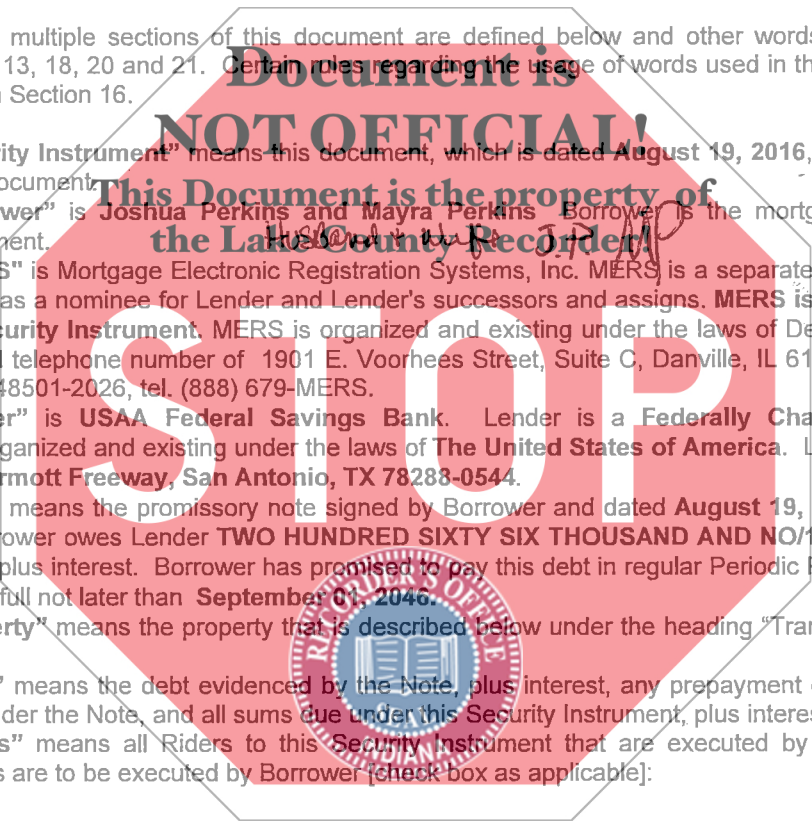 multiple sections of this document are defined below and other words
13, 18, 20 and 21. Certain rules regarding the usage of words used in th
Section 16.
Document is
NOT OFFICIAL!
This Document is the property of
the Lake County Recorder!
ity Instrument” means this document, which is dated August 19, 2016,
ocument.
wer” is Joshua Perkins and Mayra Perkins Borrower is the mortg
ent.
Husband + Wife J.P. MP
S" is Mortgage Electronic Registration Systems, Inc. MERS is a separate
as a nominee for Lender and Lender's successors and assigns. MERS is
curity Instrument. MERS is organized and existing under the laws of De
telephone number of 1901 E. Voorhees Street, Suite C, Danville, IL 61
48501-2026, tel. (888) 679-MERS.
er” is USAA Federal Savings Bank. Lender is a Federally Cha
ganized and existing under the laws of The United States of America. L
rmott Freeway, San Antonio, TX 78288-0544.
means the promissory note signed by Borrower and dated August 19,
rower owes Lender TWO HUNDRED SIXTY SIX THOUSAND AND NO/1
plus interest. Borrower has promised to pay this debt in regular Periodic P
full not later than September 01, 2046.
erty” means the property that is described below under the heading “Tran
” means the debt evidenced by the Note, plus interest, any prepayment
der the Note, and all sums due under this Security Instrument, plus interes
s” means all Riders to this Security Instrument that are executed by
s are to be executed by Borrower [check box as applicable]:
STOP
RECORDER'S OFFICE
SEAL
INDIANA